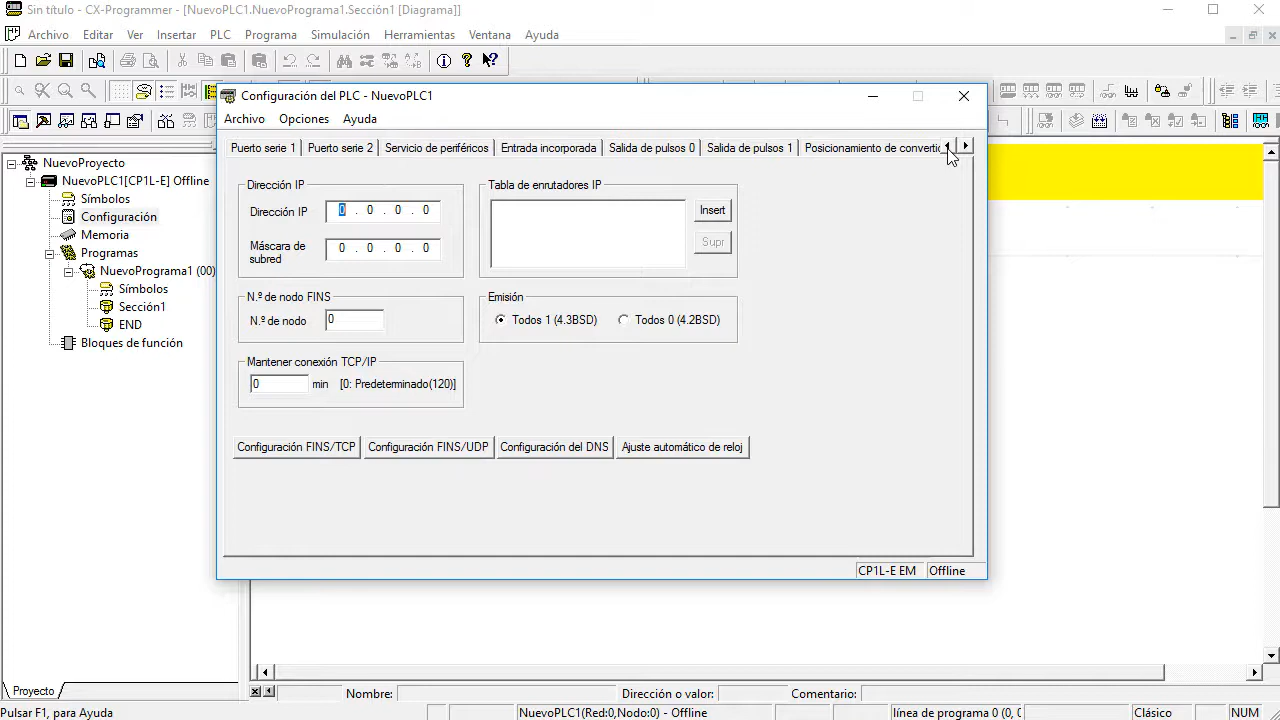 Sin título - CX-Programmer - [NuevoPLC1.NuevoPrograma1.Sección1 [Diagrama]]
Archivo Editar Ver Insertar PLC Programa Simulación Herramientas Ventana Ayuda
Configuración del PLC - NuevoPLC1
Archivo Opciones Ayuda
Puerto serie 1 Puerto serie 2 Servicio de periféricos Entrada incorporada Salida de pulsos 0 Salida de pulsos 1 Posicionamiento de convertic
NuevoProyecto
NuevoPLC1[CP1L-E] Offline
Símbolos
Configuración
Memoria
Programas
NuevoPrograma1 (00)
Símbolos
Sección1
END
Bloques de función
Dirección IP
Dirección IP 0 . 0 . 0 . 0
Máscara de subred 0 . 0 . 0 . 0
Tabla de enrutadores IP
Insert
Supr
N.º de nodo FINS
N.º de nodo 0
Emisión
Todos 1 (4.3BSD) Todos 0 (4.2BSD)
Mantener conexión TCP/IP
0 min [0: Predeterminado(120)]
Configuración FINS/TCP Configuración FINS/UDP Configuración del DNS Ajuste automático de reloj
CP1L-E EM Offline
Proyecto
Nombre: Dirección o valor: Comentario:
Pulsar F1, para Ayuda NuevoPLC1(Red:0,Nodo:0) - Offline línea de programa 0 (0, 0 Clásico NUM